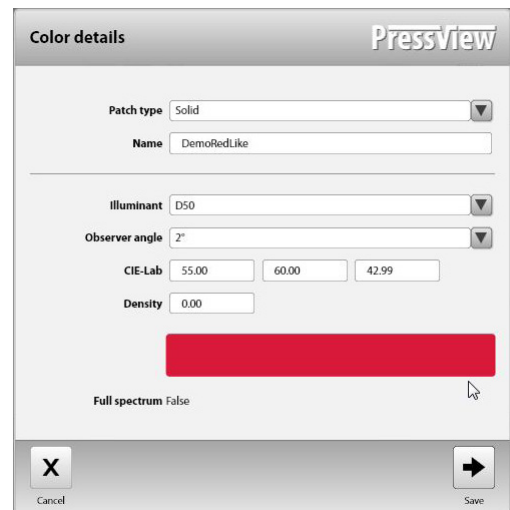 Color details PressView
Patch type Solid
Name DemoRedLike
Illuminant D50
Observer angle 2°
CIE-Lab 55.00 60.00 42.99
Density 0.00
Full spectrum False
X
Cancel Save